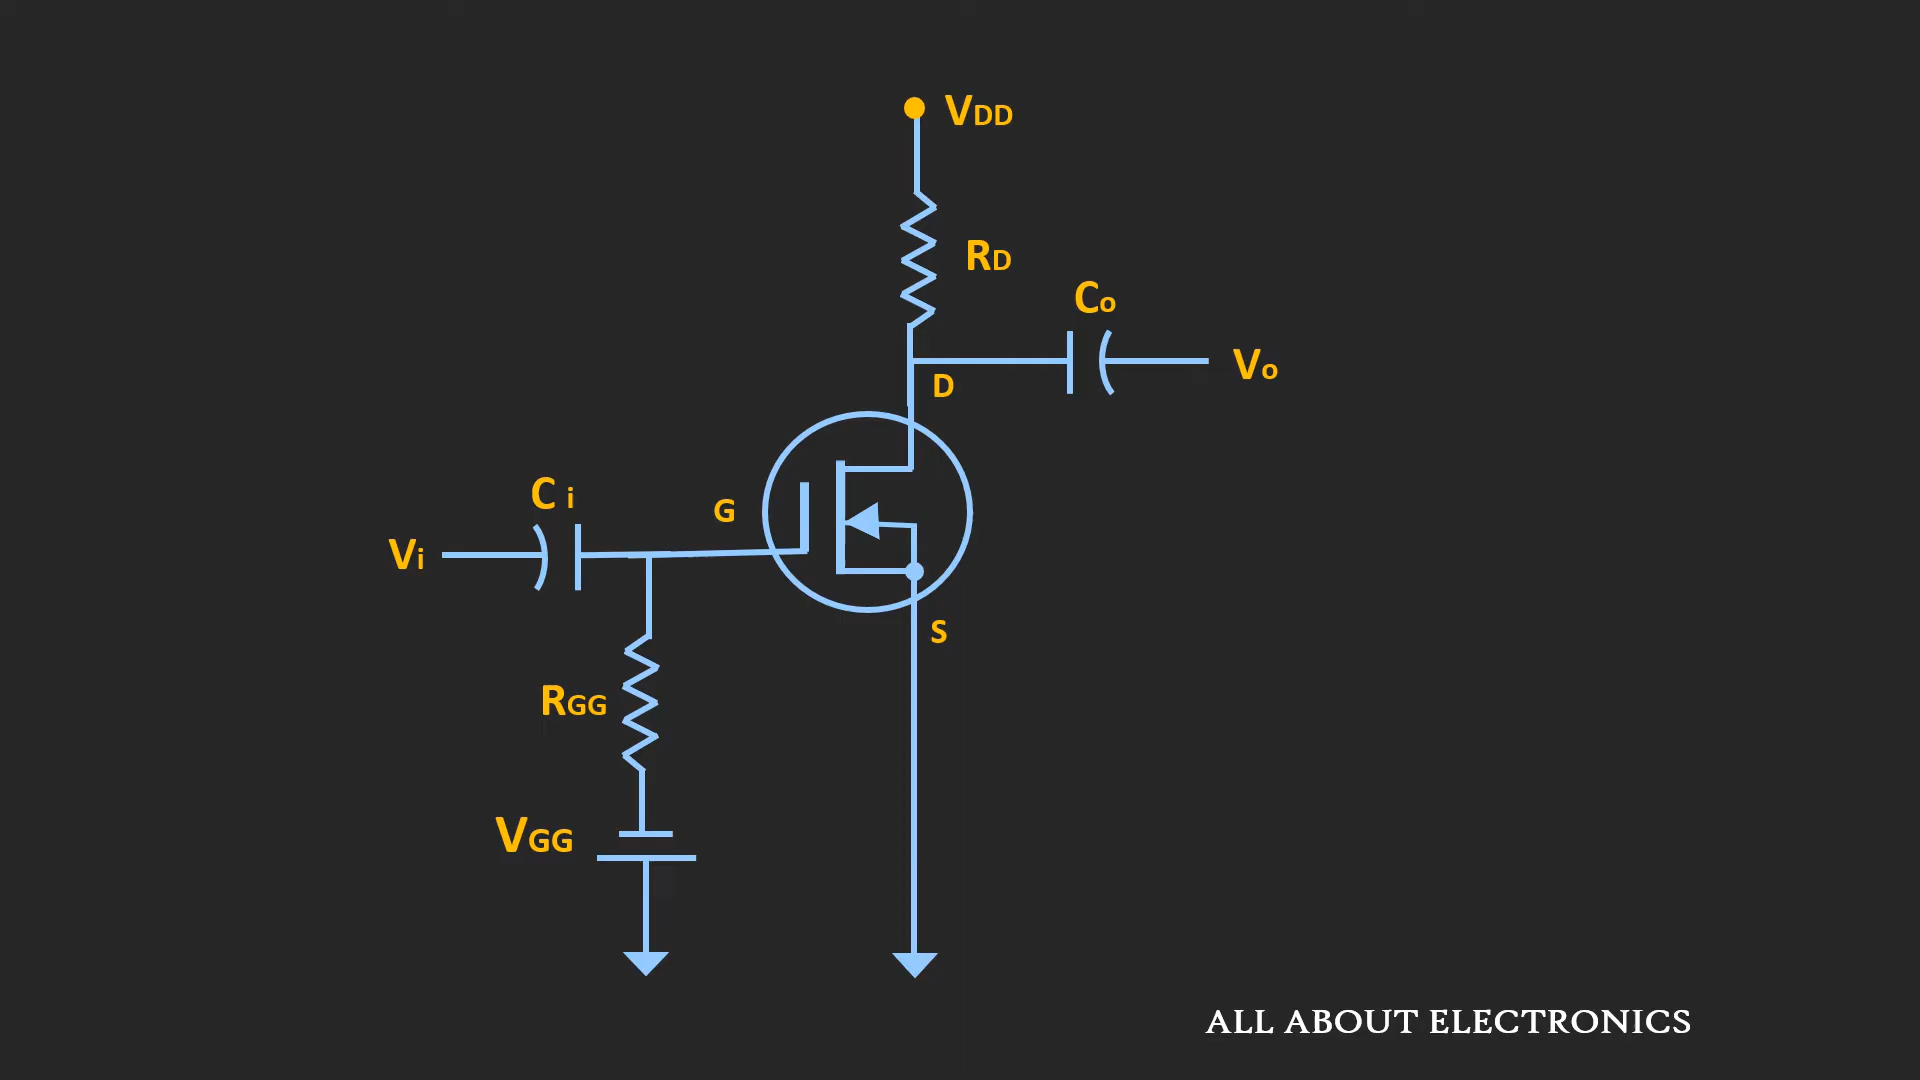 VDD
RD
Co
Vo
D
C i
G
Vi
S
RGG
VGG
ALL ABOUT ELECTRONICS